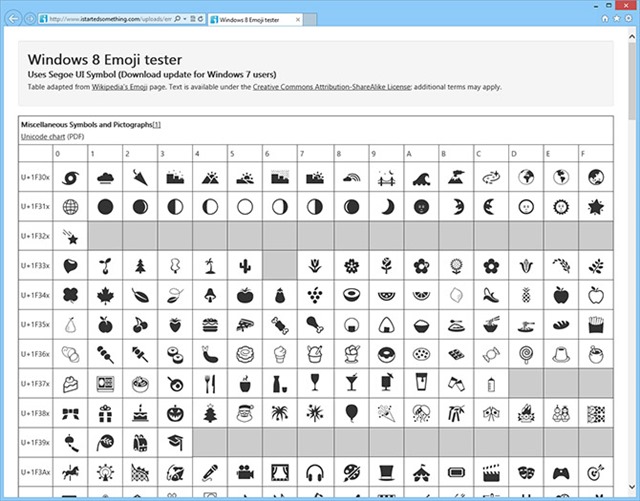 http://www.istartedsomething.com/uploads/em
Windows 8 Emoji tester
Windows 8 Emoji tester
Uses Segoe UI Symbol (Download update for Windows 7 users)
Table adapted from Wikipedia's Emoji page. Text is available under the Creative Commons Attribution-ShareAlike License; additional terms may apply.
Miscellaneous Symbols and Pictographs[1]
Unicode chart (PDF)
0 1 2 3 4 5 6 7 8 9 A B C D E F
U+1F30x
U+1F31x
U+1F32x
U+1F33x
U+1F34x
U+1F35x
U+1F36x
U+1F37x
U+1F38x
U+1F39x
U+1F3Ax